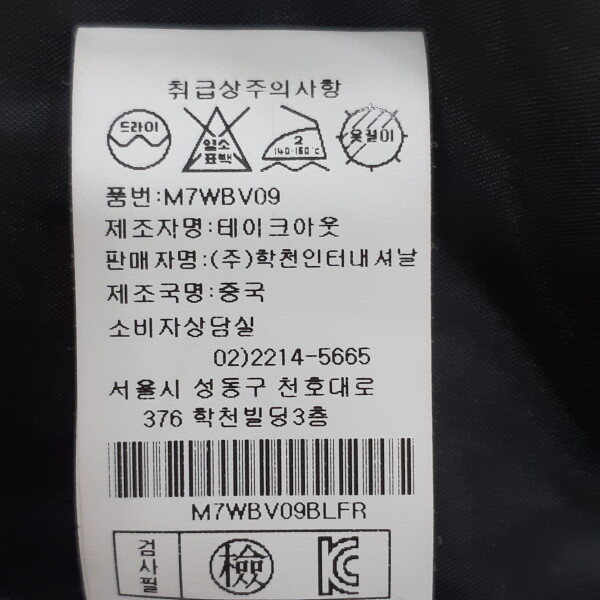 취급상주의사항
드라이 염소 표백 2 140-160℃ 옷걸이
품번:M7WBV09
제조자명:테이크아웃
판매자명:(주)학천인터내셔날
제조국명:중국
소비자상담실
02)2214-5665
서울시 성동구 천호대로
376 학천빌딩3층
M7WBV09BLFR
검사필 檢 KC